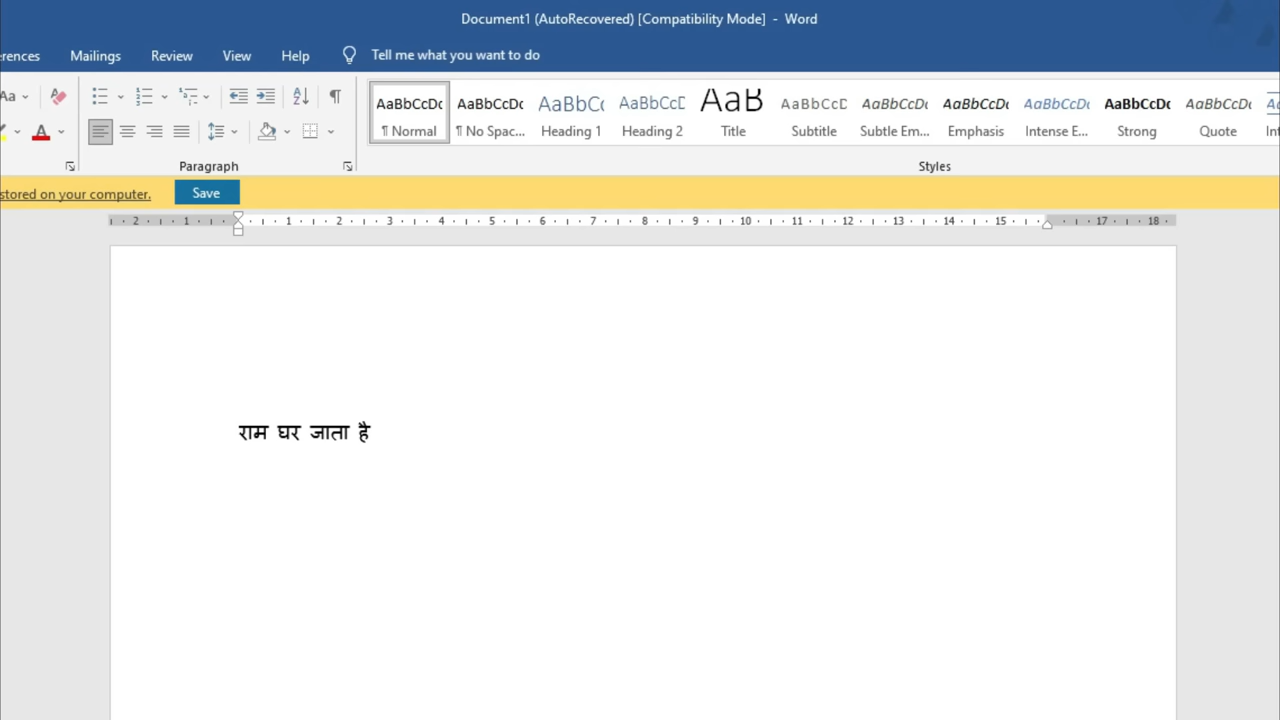 Document1 (AutoRecovered) [Compatibility Mode] - Word
Mailings Review View Help Tell me what you want to do
Aa
AaBbCcDc AaBbCcDc AaBbCc AaBbCcD AaB AaBbCcD AaBbCcDc AaBbCcDc AaBbCcDc AaBbCcDc AaBbCcDc
¶ Normal ¶ No Spac... Heading 1 Heading 2 Title Subtitle Subtle Em... Emphasis Intense E... Strong Quote
Paragraph Styles
stored on your computer. Save
2 1 1 2 3 4 5 6 7 8 9 10 11 12 13 14 15 17 18
राम घर जाता है